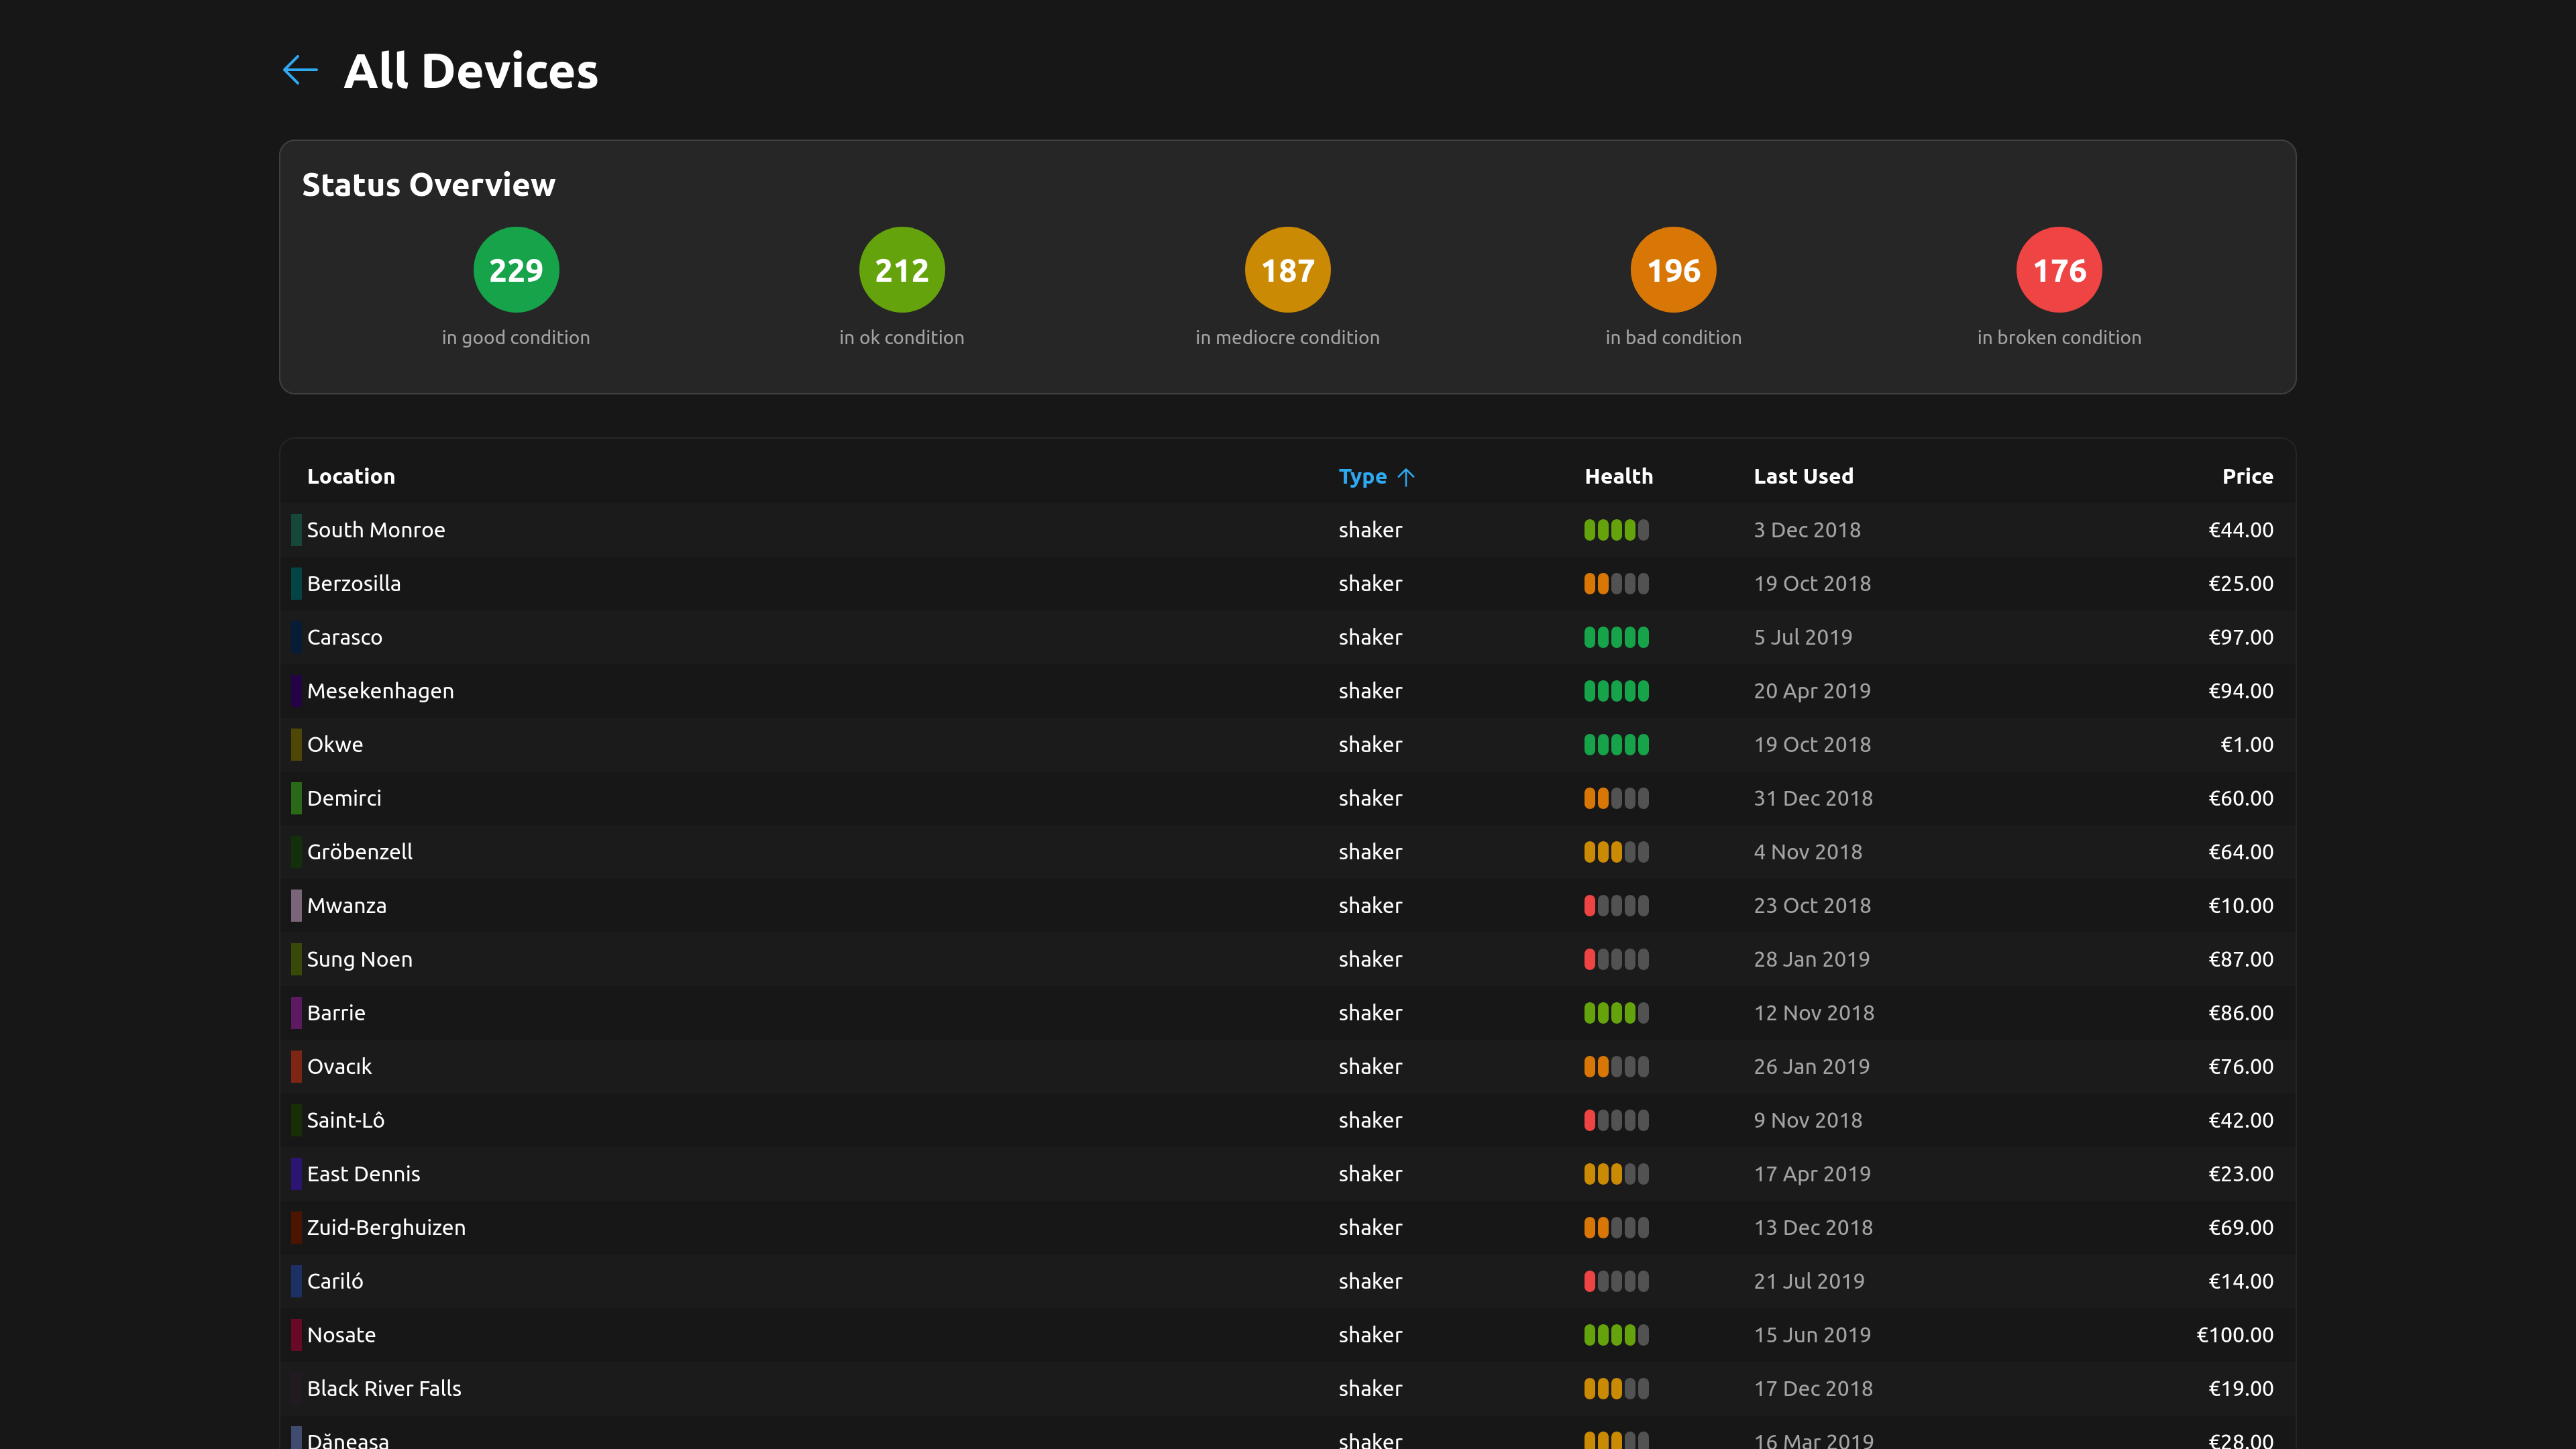 All Devices
Status Overview
229 212 187 196 176
in good condition in ok condition in mediocre condition in bad condition in broken condition
Location Type Health Last Used Price
South Monroe shaker 3 Dec 2018 €44.00
Berzosilla shaker 19 Oct 2018 €25.00
Carasco shaker 5 Jul 2019 €97.00
Mesekenhagen shaker 20 Apr 2019 €94.00
Okwe shaker 19 Oct 2018 €1.00
Demirci shaker 31 Dec 2018 €60.00
Gröbenzell shaker 4 Nov 2018 €64.00
Mwanza shaker 23 Oct 2018 €10.00
Sung Noen shaker 28 Jan 2019 €87.00
Barrie shaker 12 Nov 2018 €86.00
Ovacık shaker 26 Jan 2019 €76.00
Saint-Lô shaker 9 Nov 2018 €42.00
East Dennis shaker 17 Apr 2019 €23.00
Zuid-Berghuizen shaker 13 Dec 2018 €69.00
Cariló shaker 21 Jul 2019 €14.00
Nosate shaker 15 Jun 2019 €100.00
Black River Falls shaker 17 Dec 2018 €19.00
Dăneasa shaker 16 Mar 2019 €28.00